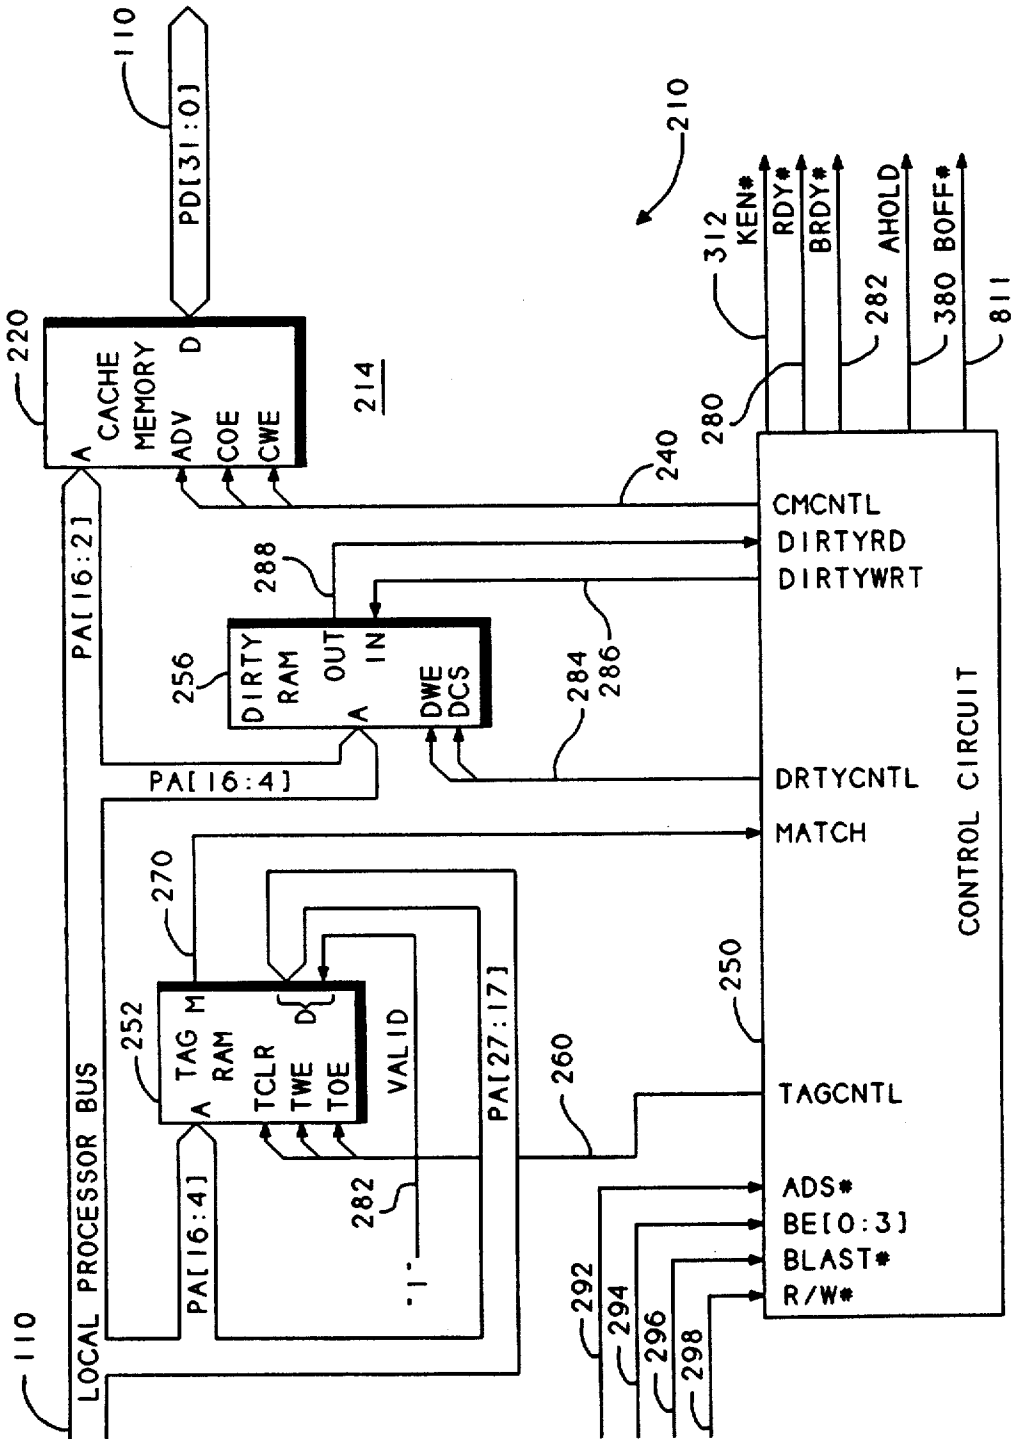 110
LOCAL PROCESSOR BUS
PA[16:2]
PA[16:4]
PA[16:4]
PA[27:17]
252
TAG
RAM
A
M
TCLR
TWE
TOE
D
270
VALID
282
"1"
260
256
DIRTY
RAM
OUT
IN
A
DWE
DCS
288
284
286
220
A
CACHE
MEMORY
ADV
COE
CWE
D
214
240
PD[31:0]
110
210
292
294
296
298
250
ADS#
BE[0:3]
BLAST#
R/W#
TAGCNTL
MATCH
DRTYCNTL
DIRTYWRT
DIRTYRD
CMCNTL
CONTROL CIRCUIT
312
KEN#
280
RDY#
BRDY#
282
AHOLD
380
BOFF#
811